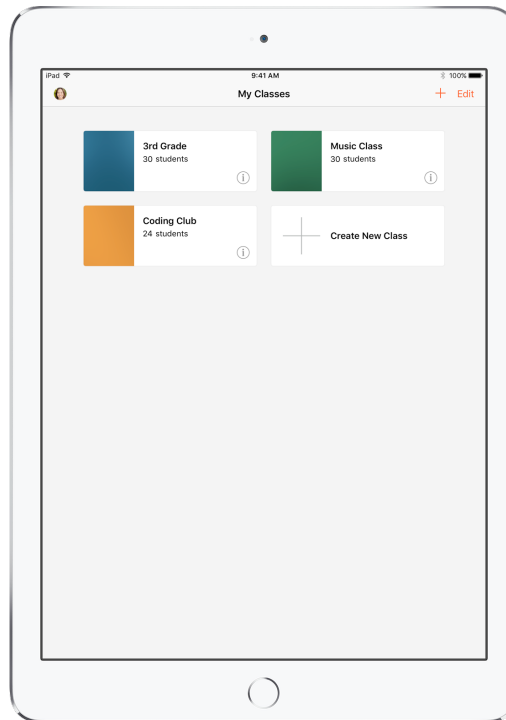 iPad 9:41 AM 100%
My Classes Edit
3rd Grade
30 students
Music Class
30 students
Coding Club
24 students
Create New Class